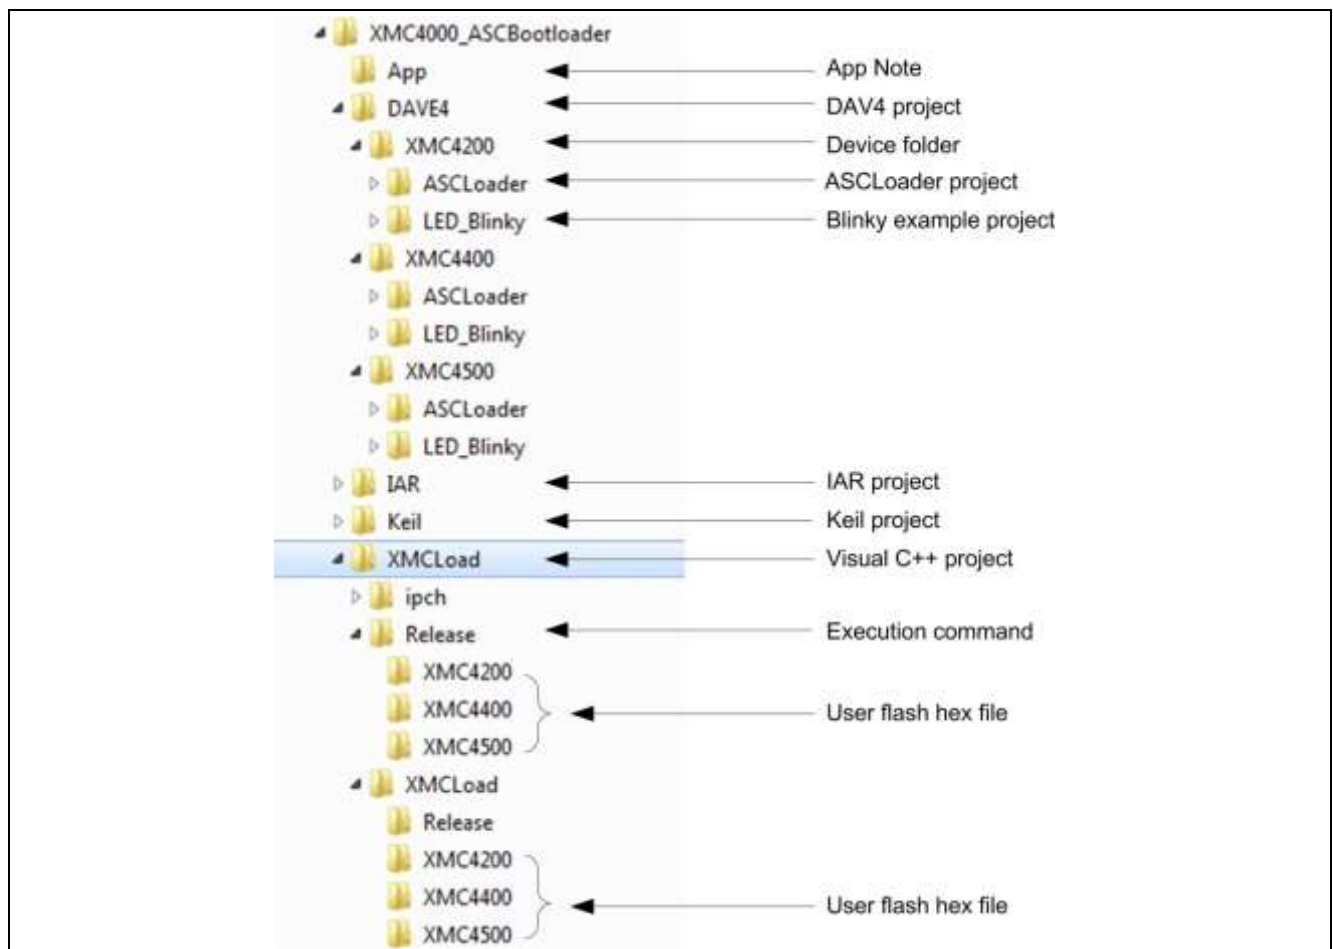 XMC4000_ASCBootloader
App App Note
DAVE4 DAV4 project
XMC4200 Device folder
ASCLoader ASCLoader project
LED_Blinky Blinky example project
XMC4400
ASCLoader
LED_Blinky
XMC4500
ASCLoader
LED_Blinky
IAR IAR project
Keil Keil project
XMCLoad Visual C++ project
ipch
Release Execution command
XMC4200
XMC4400 User flash hex file
XMC4500
XMCLoad
Release
XMC4200
XMC4400 User flash hex file
XMC4500